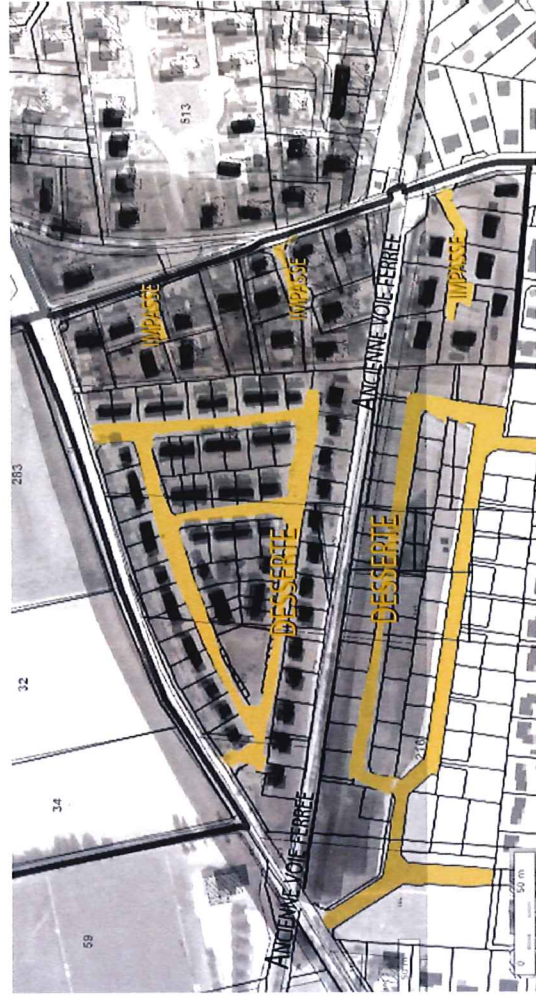 513
283
32
34
59
IMPASSE
IMPASSE
ANCIENNE VOIE FERREE
IMPASSE
DESSERTE
DESSERTE
ANCIENNE VOIE FERREE
0
50 m